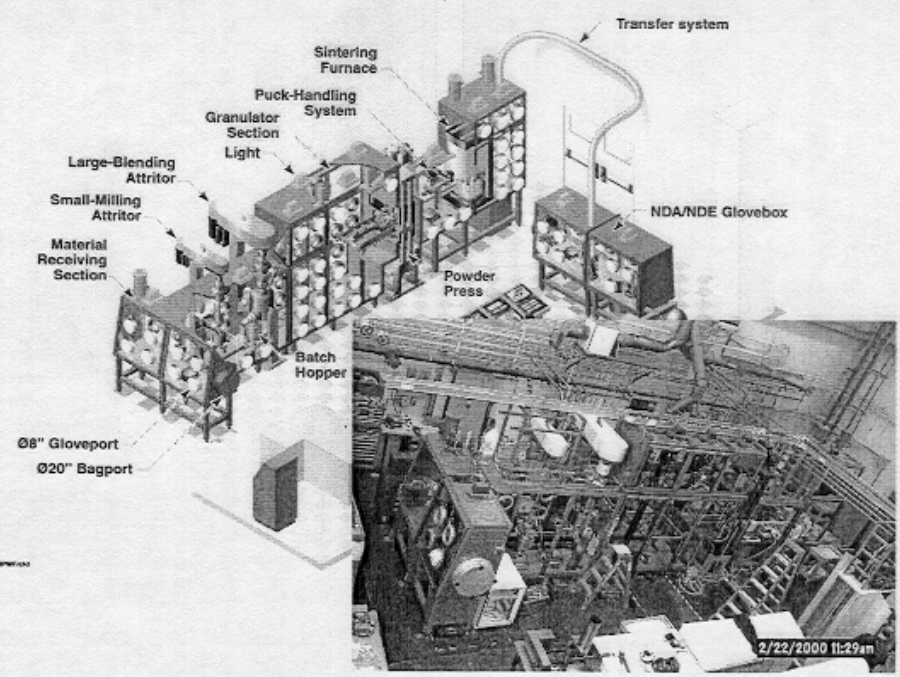 Transfer system
Sintering
Furnace
Puck-Handling
System
Granulator
Section
Light
Large-Blending
Attritor
Small-Milling
Attritor
Material
Receiving
Section
NDA/NDE Glovebox
Powder
Press
Batch
Hopper
Ø8" Gloveport
Ø20" Bagport
2/22/2000 11:29am